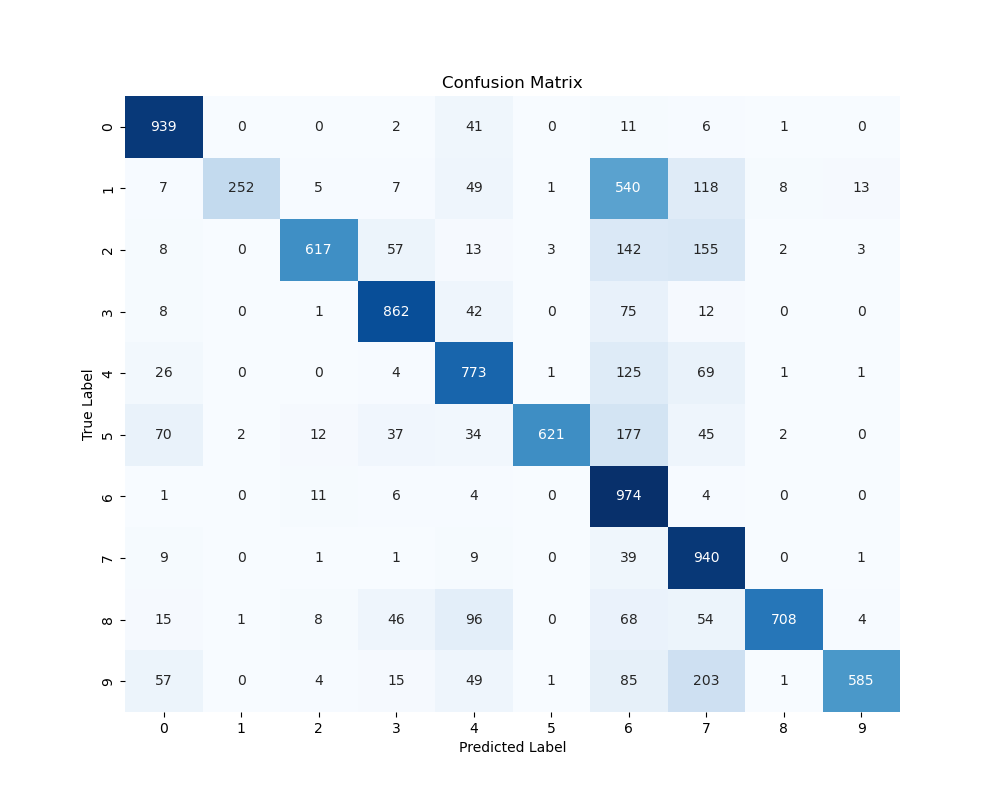 Confusion Matrix
True Label
0 939 0 0 2 41 0 11 6 1 0
1 7 252 5 7 49 1 540 118 8 13
2 8 0 617 57 13 3 142 155 2 3
3 8 0 1 862 42 0 75 12 0 0
4 26 0 0 4 773 1 125 69 1 1
5 70 2 12 37 34 621 177 45 2 0
6 1 0 11 6 4 0 974 4 0 0
7 9 0 1 1 9 0 39 940 0 1
8 15 1 8 46 96 0 68 54 708 4
9 57 0 4 15 49 1 85 203 1 585
0 1 2 3 4 5 6 7 8 9
Predicted Label